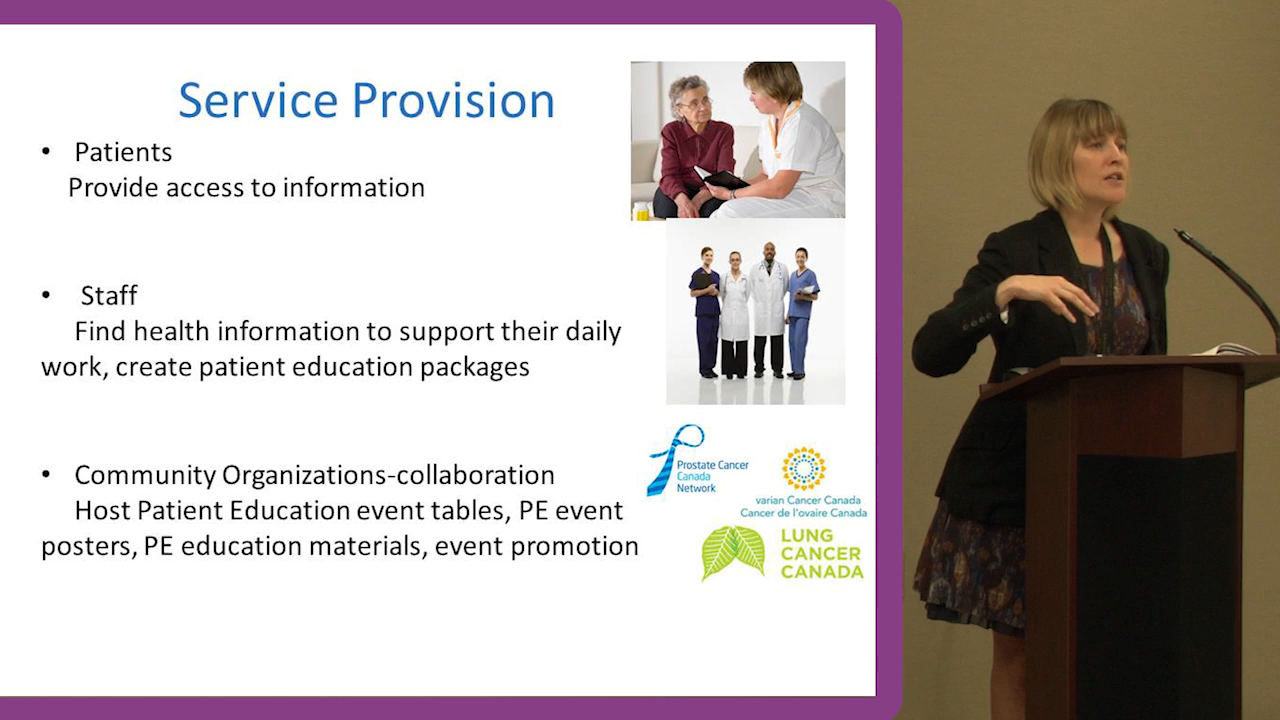 Service Provision
• Patients
Provide access to information
• Staff
Find health information to support their daily
work, create patient education packages
• Community Organizations-collaboration
Host Patient Education event tables, PE event
posters, PE education materials, event promotion
Prostate Cancer
Canada
Network
varian Cancer Canada
Cancer de l'ovaire Canada
LUNG
CANCER
CANADA